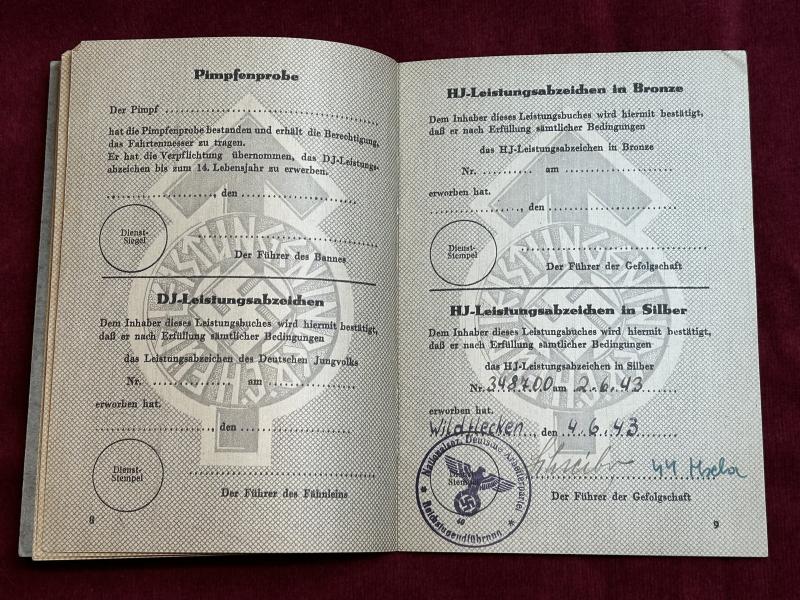 Pimpfenprobe
Der Pimpf
hat die Pimpfenprobe bestanden und erhält die Berechtigung,
das Fahrtenmesser zu tragen.
Er hat die Verpflichtung übernommen, das DJ-Leistungs-
abzeichen bis zum 14. Lebensjahr zu erwerben.
, den
Dienst-
Siegel
Der Führer des Bannes
DJ-Leistungsabzeichen
Dem Inhaber dieses Leistungsbuches wird hiermit bestätigt,
daß er nach Erfüllung sämtlicher Bedingungen
das Leistungsabzeichen des Deutschen Jungvolks
Nr. am
erworben hat.
, den
Dienst-
Stempel
Der Führer des Fähnleins
8
HJ-Leistungsabzeichen in Bronze
Dem Inhaber dieses Leistungsbuches wird hiermit bestätigt,
daß er nach Erfüllung sämtlicher Bedingungen
das HJ-Leistungsabzeichen in Bronze
Nr. am
erworben hat.
, den
Dienst-
Stempel
Der Führer der Gefolgschaft
HJ-Leistungsabzeichen in Silber
Dem Inhaber dieses Leistungsbuches wird hiermit bestätigt,
daß er nach Erfüllung sämtlicher Bedingungen
das HJ-Leistungsabzeichen in Silber
Nr. 348700 am 2.6.43
erworben hat.
Wildflecken, den 4.6.43
Nationalsoz. Deutsche Arbeiterpartei
Reichsjugendführung
Der Führer der Gefolgschaft
9